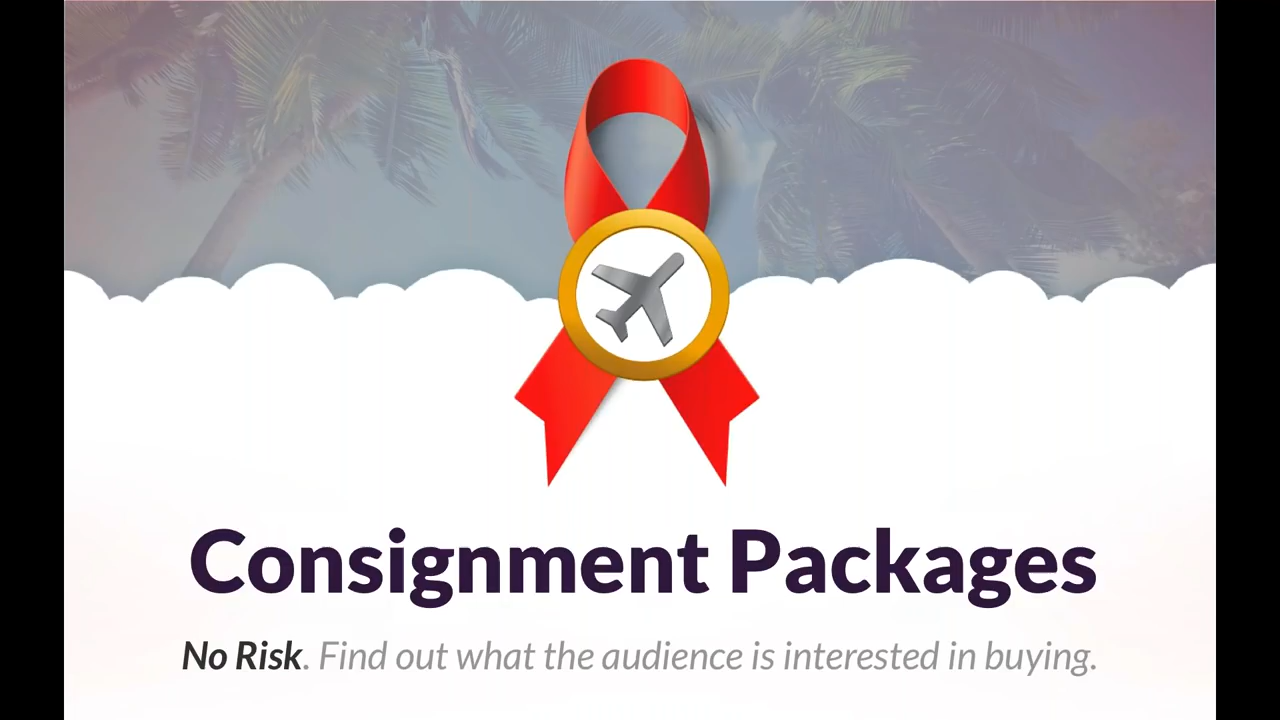 Consignment Packages
No Risk. Find out what the audience is interested in buying.